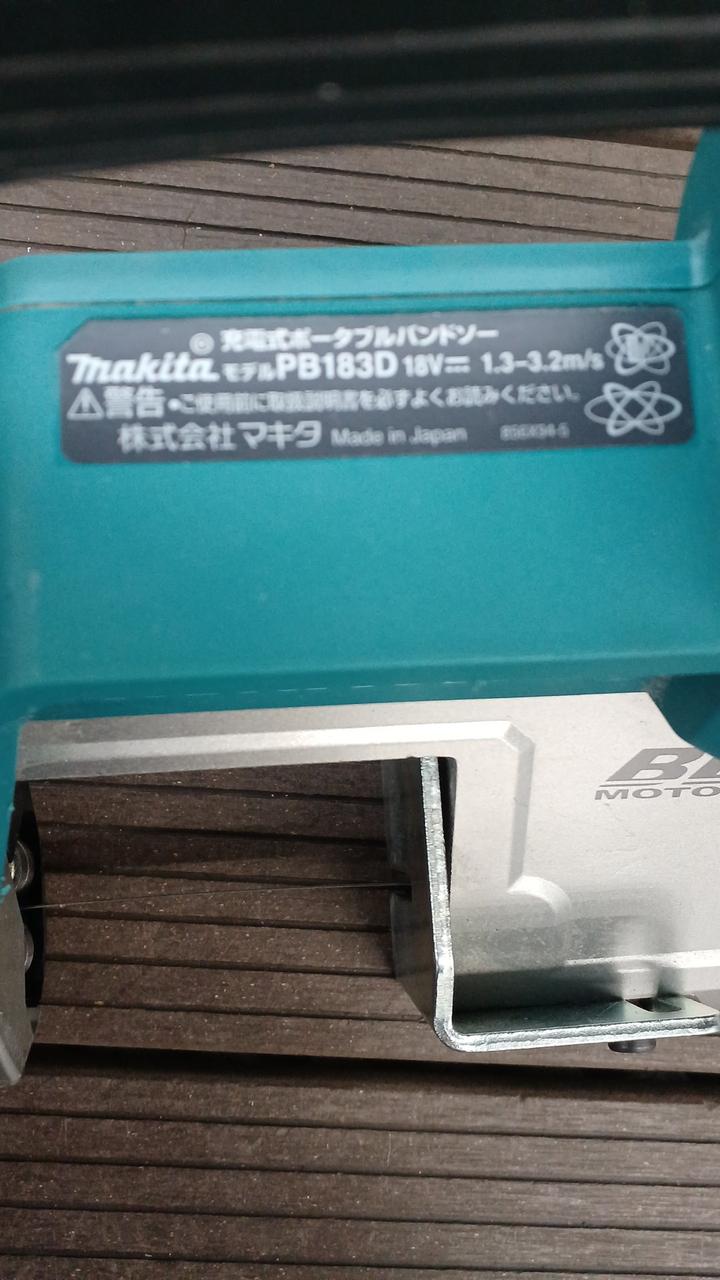 充電式ポータブルバンドソー
makita モデル PB183D 18V⎓ 1.3-3.2m/s
⚠警告・ご使用前に取扱説明書を必ずよくお読みください。
株式会社マキタ Made in Japan
BL
MOTO